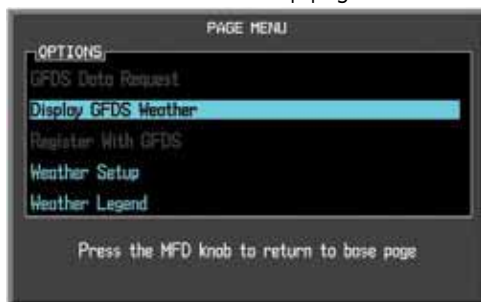 PAGE MENU
OPTIONS
GFDS Data Request
Display GFDS Weather
Register With GFDS
Weather Setup
Weather Legend
Press the MFD knob to return to base page